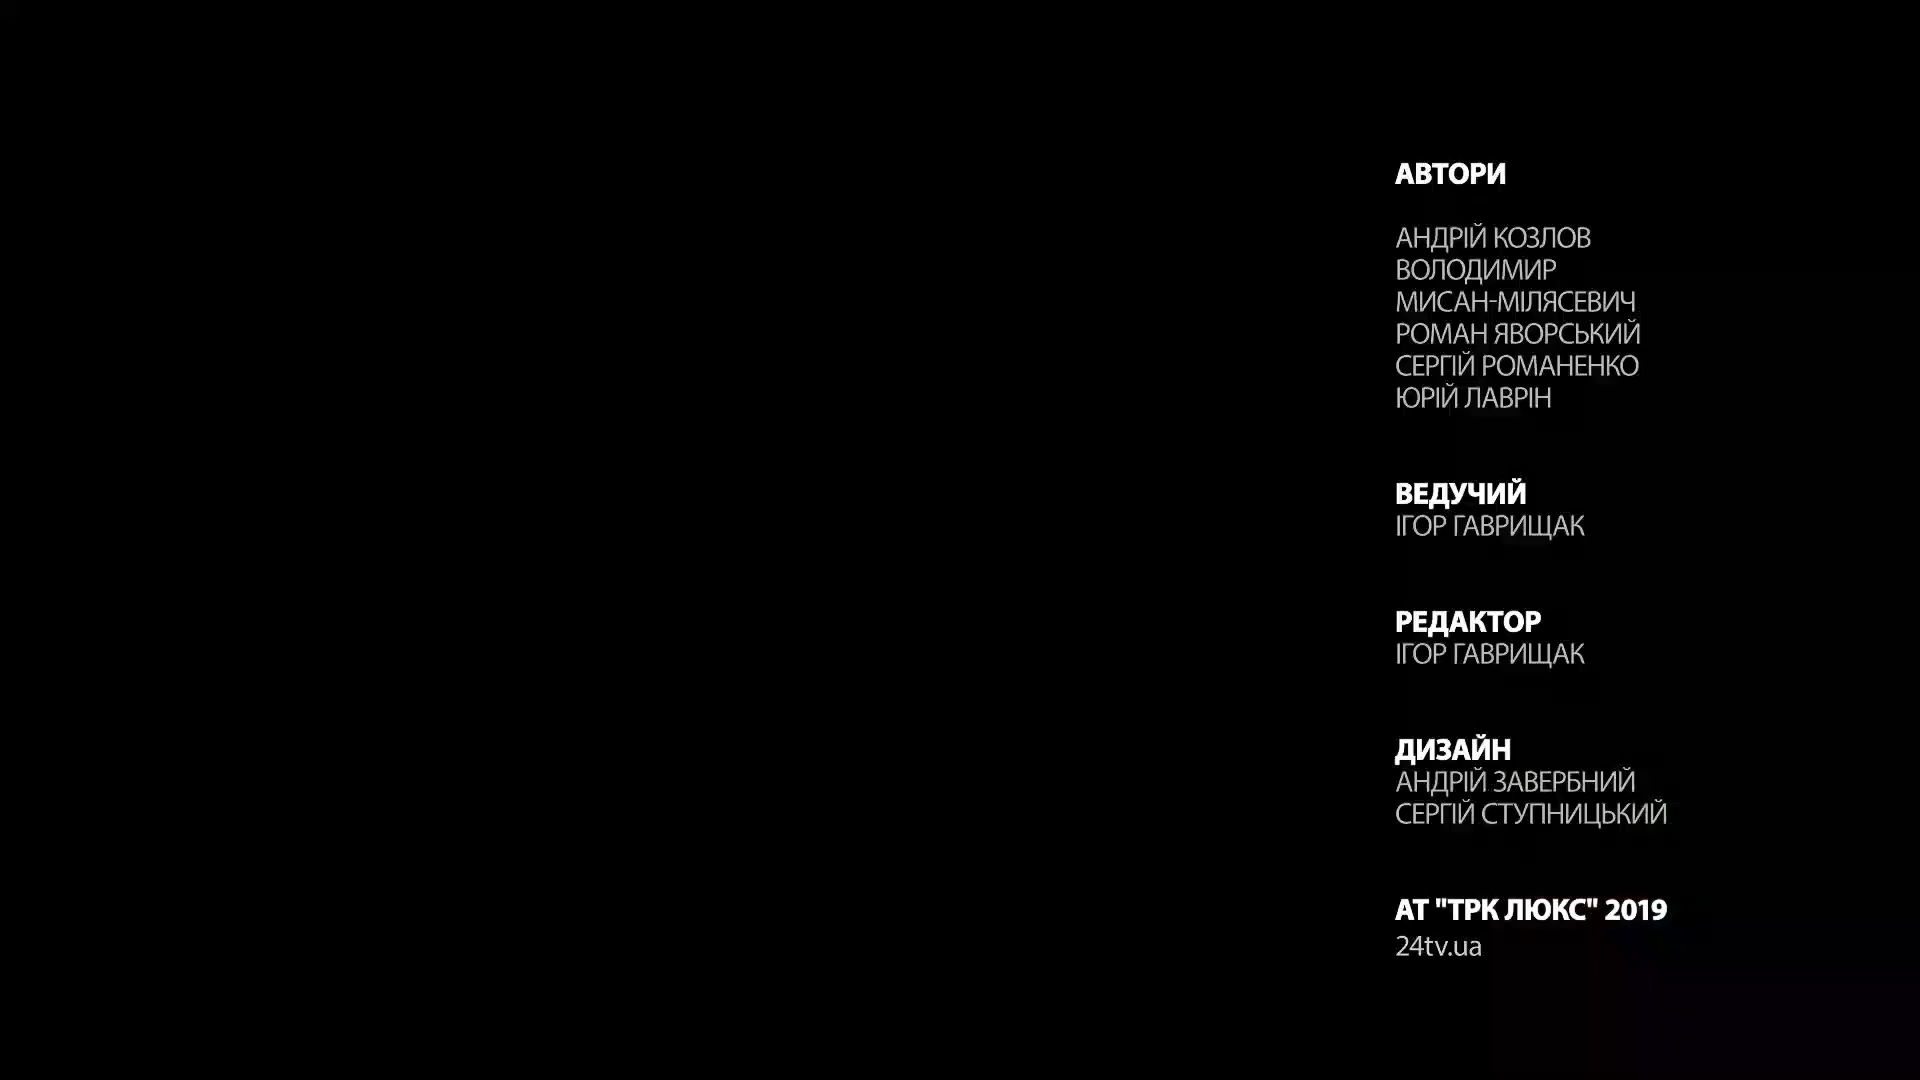 АВТОРИ
АНДРІЙ КОЗЛОВ
ВОЛОДИМИР
МИСАН-МІЛЯСЕВИЧ
РОМАН ЯВОРСЬКИЙ
СЕРГІЙ РОМАНЕНКО
ЮРІЙ ЛАВРІН
ВЕДУЧИЙ
ІГОР ГАВРИЩАК
РЕДАКТОР
ІГОР ГАВРИЩАК
ДИЗАЙН
АНДРІЙ ЗАВЕРБНИЙ
СЕРГІЙ СТУПНИЦЬКИЙ
АТ "ТРК ЛЮКС" 2019
24tv.ua